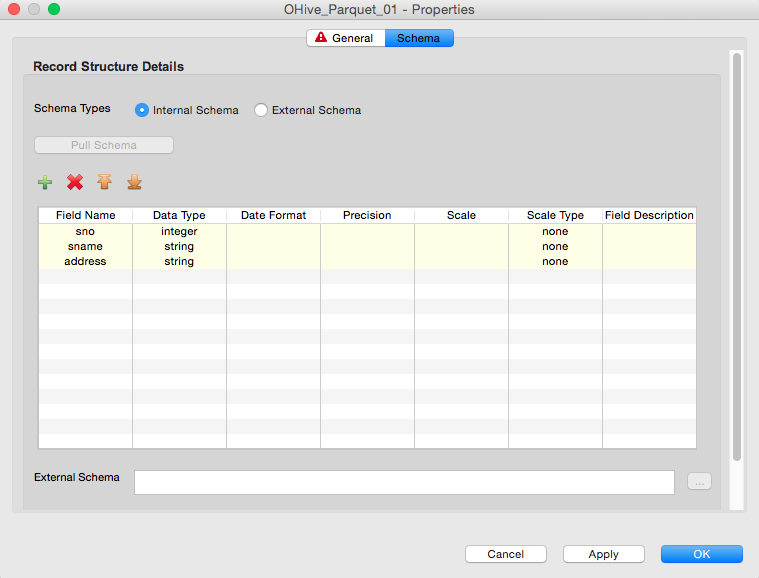 OHive_Parquet_01 - Properties
General Schema
Record Structure Details
Schema Types Internal Schema External Schema
Pull Schema
Field Name Data Type Date Format Precision Scale Scale Type Field Description
sno integer none
sname string none
address string none
External Schema ...
Cancel Apply OK